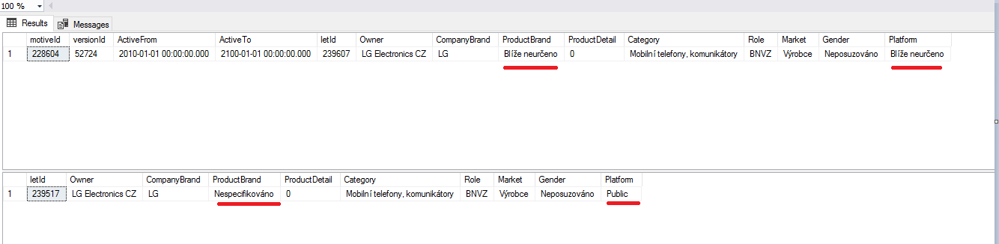 100 %
Results Messages
motiveId versionId ActiveFrom ActiveTo letId Owner CompanyBrand ProductBrand ProductDetail Category Role Market Gender Platform
1 228604 52724 2010-01-01 00:00:00.000 2100-01-01 00:00:00.000 239607 LG Electronics CZ LG Blíže neurčeno 0 Mobilní telefony, komunikátory BNVZ Výrobce Neposuzováno Blíže neurčeno
letId Owner CompanyBrand ProductBrand ProductDetail Category Role Market Gender Platform
1 239517 LG Electronics CZ LG Nespecifikováno 0 Mobilní telefony, komunikátory BNVZ Výrobce Neposuzováno Public